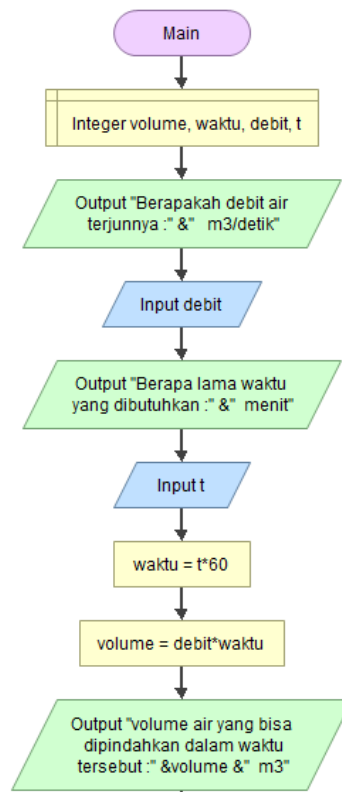 Main
Integer volume, waktu, debit, t
Output "Berapakah debit air
terjunnya :" &"   m3/detik"
Input debit
Output "Berapa lama waktu
yang dibutuhkan :" &"  menit"
Input t
waktu = t*60
volume = debit*waktu
Output "volume air yang bisa
dipindahkan dalam waktu
tersebut :" &volume &"  m3"